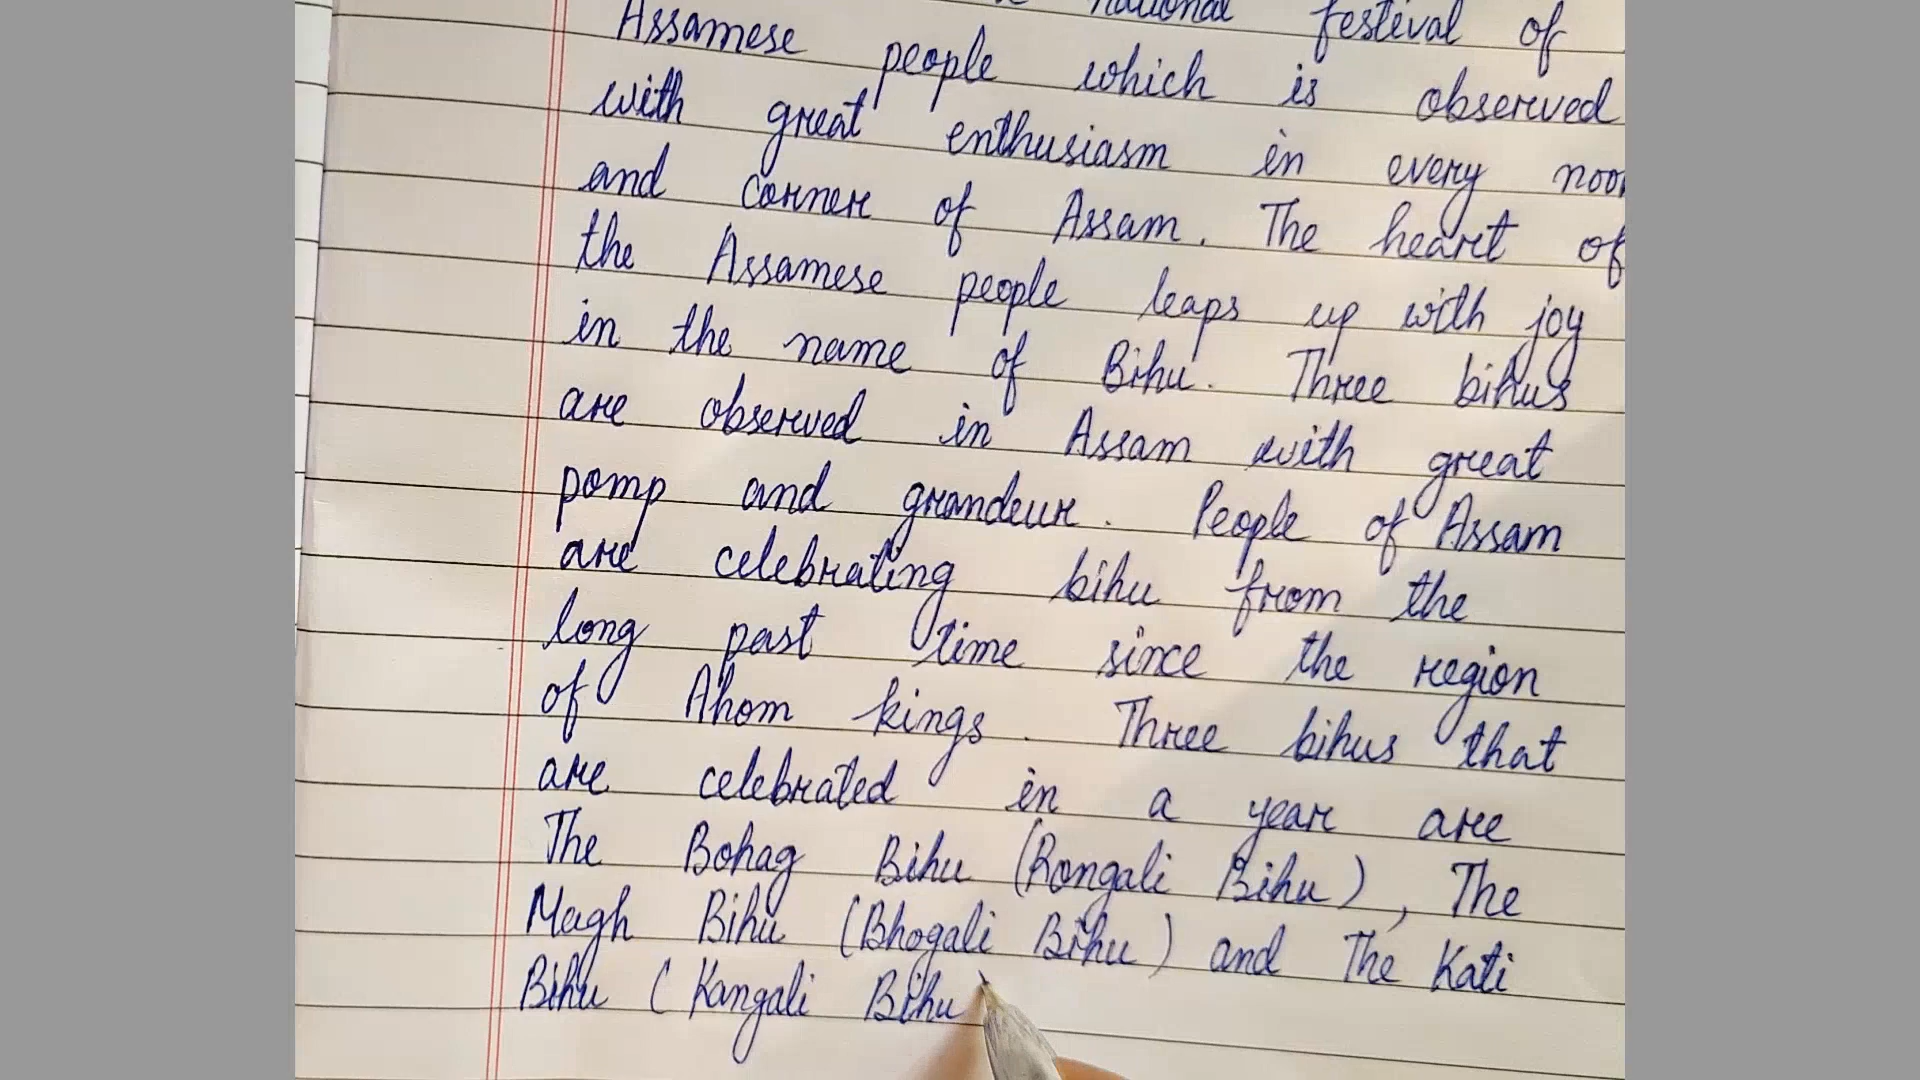 national festival of
Assamese people which is observed
with great enthusiasm in every
and corner of Assam. The heart of
the Assamese people leaps up with joy
in the name of Bihu. Three bihus
are observed in Assam with great
pomp and grandeur. People of Assam
are celebrating bihu from the
long past time since the region
of Ahom kings. Three bihus that
are celebrated in a year are
The Bohag Bihu (Rongali Bihu), The
Magh Bihu (Bhogali Bihu) and The Kati
Bihu (Kangali Bihu